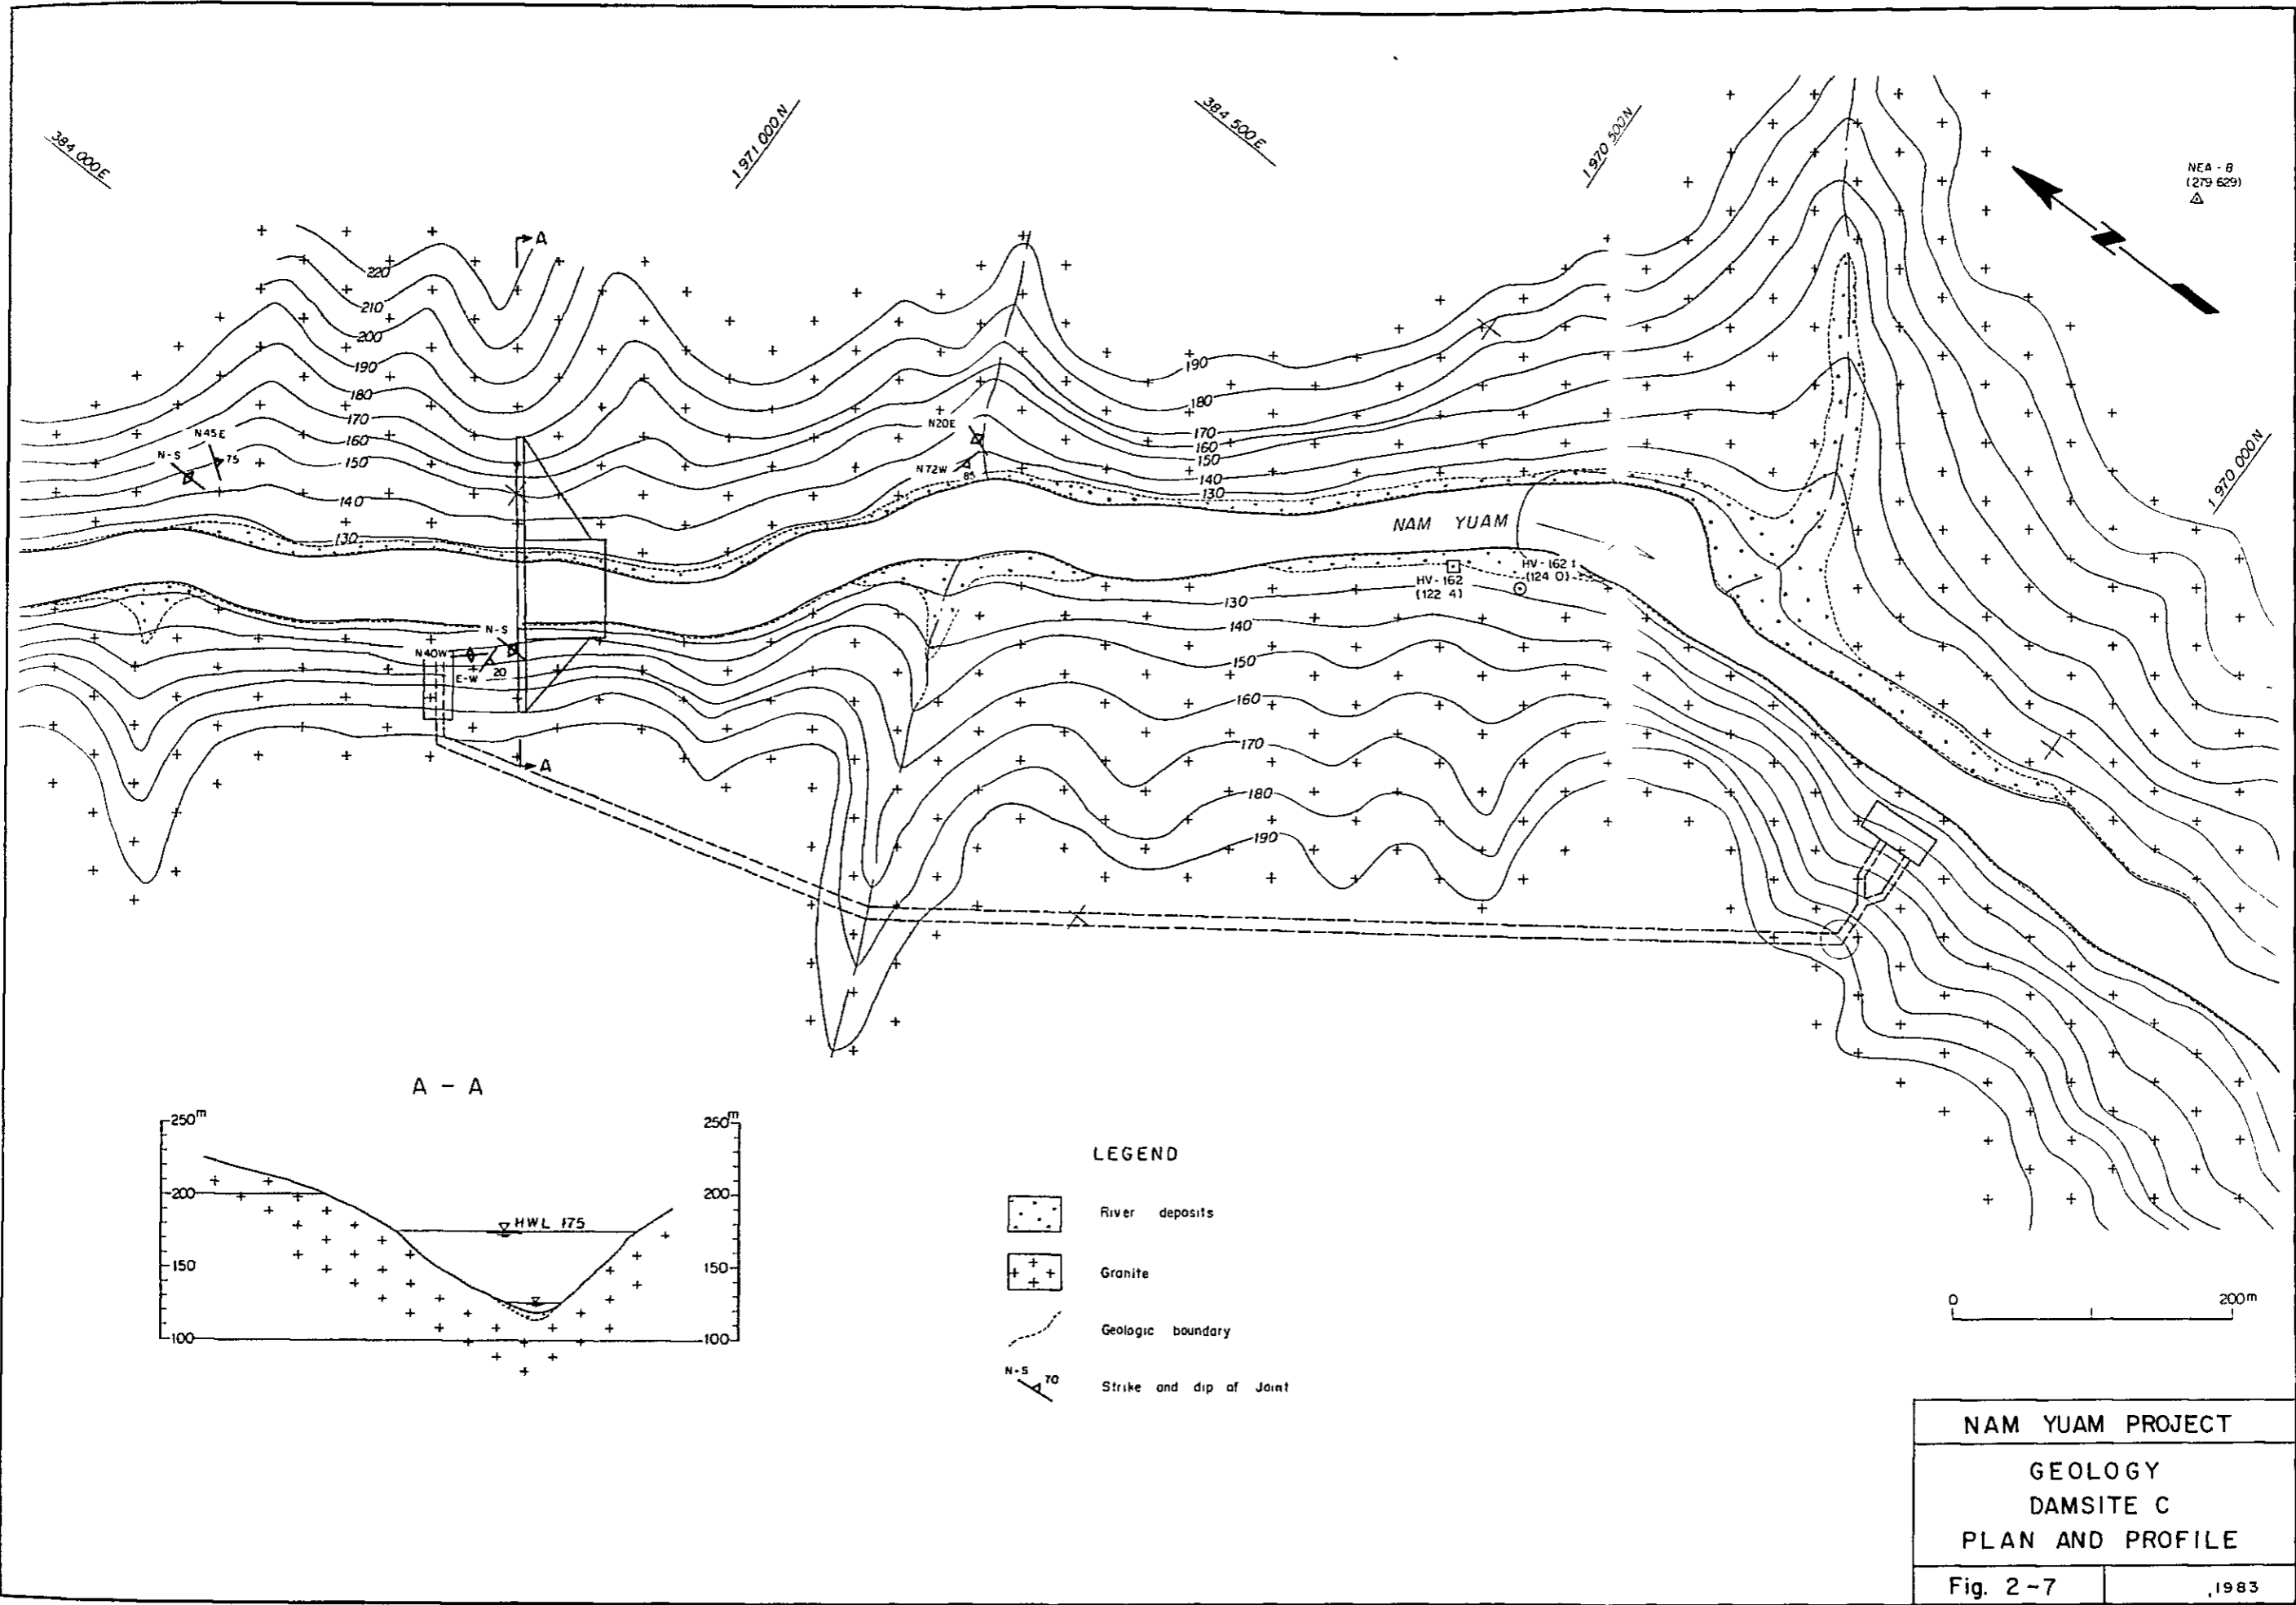 384 000 E
1 971 000 N
384 500 E
1 970 500 N
NEA - B
(279 629)
A
220
210
200
190
180
170
160
150
140
130
N45E
75
N-S
N20E
N72W
85
190
180
170
160
150
140
130
1 970 000 N
NAM YUAM
HV-162
(122 4)
HV-162 1
(124 0)
130
140
150
160
170
180
190
N-S
N40W
E-W
20
A
A - A
250m
200
150
100
250m
200
150
100
HWL 175
LEGEND
River deposits
Granite
Geologic boundary
N-S
70
Strike and dip of Joint
0
200m
NAM YUAM PROJECT
GEOLOGY
DAMSITE C
PLAN AND PROFILE
Fig. 2-7
,1983